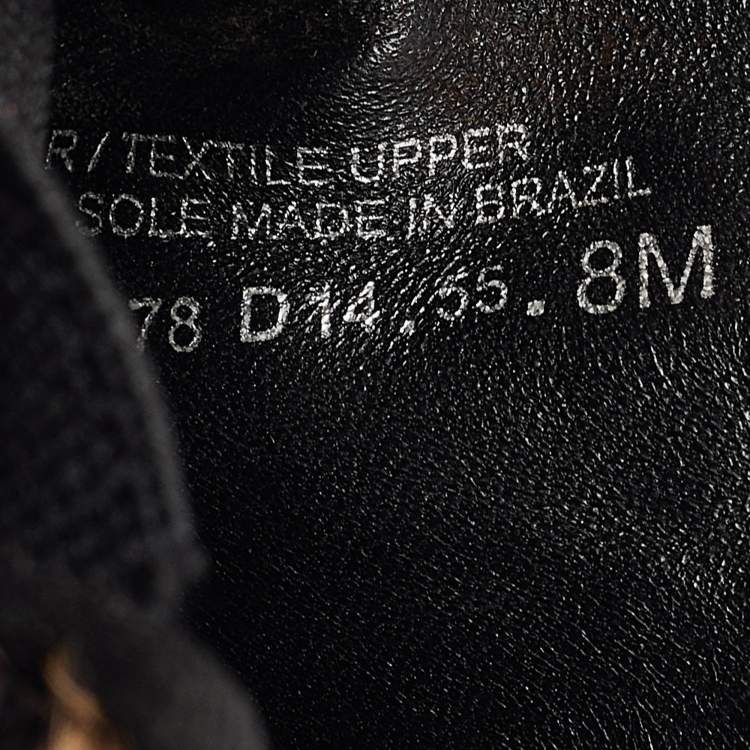 R/TEXTILE UPPER
SOLE MADE IN BRAZIL
78 D14.55.8M